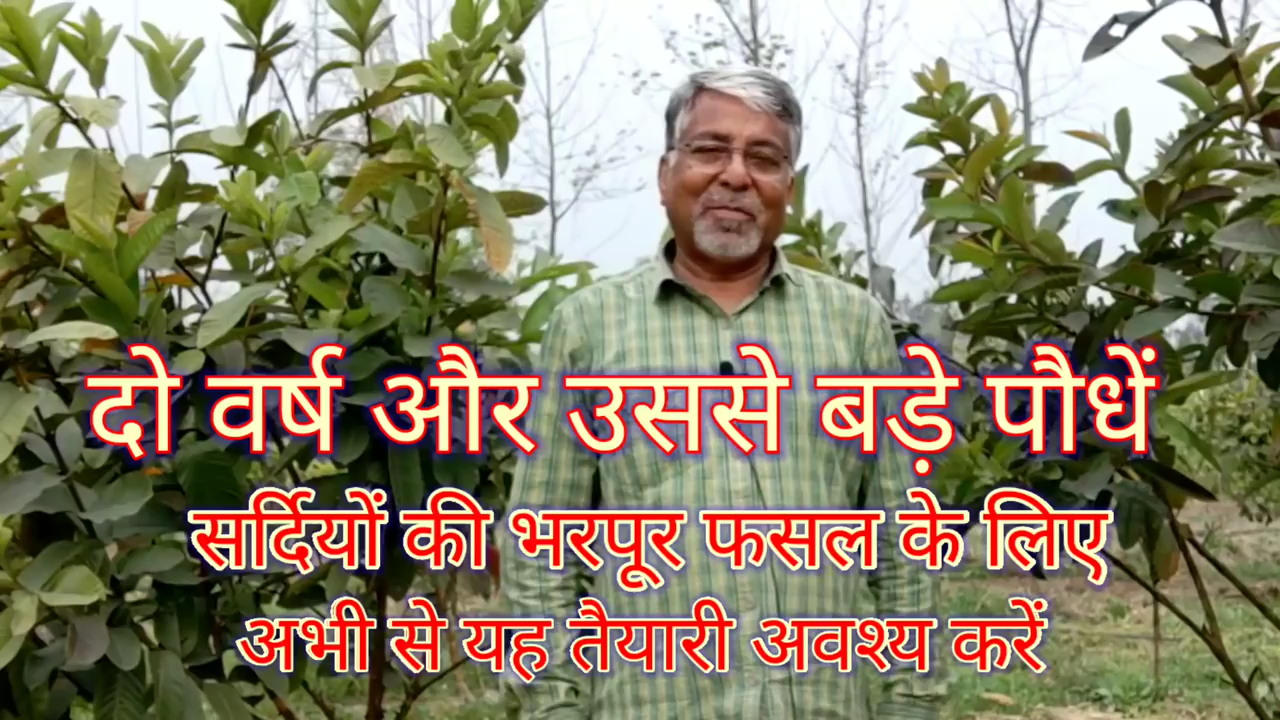 दो वर्ष और उससे बड़े पौधें
सर्दियों की भरपूर फसल के लिए
अभी से यह तैयारी अवश्य करें